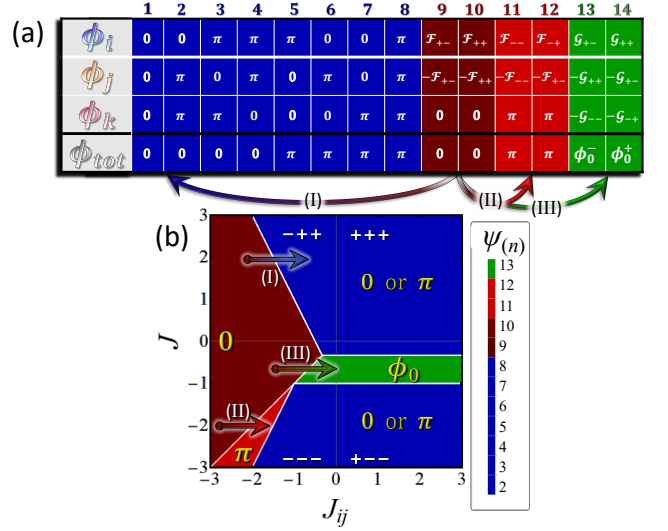 (a)
1 2 3 4 5 6 7 8 9 10 11 12 13 14
ϕᵢ 0 0 π π π 0 0 π ℱ₊₋ ℱ₊₊ ℱ₋₋ ℱ₋₊ 𝒢₊₋ 𝒢₊₊
ϕⱼ 0 π 0 π 0 π 0 π −ℱ₊₋ −ℱ₊₊ −ℱ₋₋ −ℱ₋₊ −𝒢₊₊ −𝒢₊₋
ϕₖ 0 π π 0 0 0 π π 0 0 π π −𝒢₋₋ −𝒢₋₊
ϕₜₒₜ 0 0 0 0 π π π π 0 0 π π ϕ₀⁻ ϕ₀⁺
(I) (II) (III)
(b)
−++ +++
(I)
0 or π
0
(III)
ϕ₀
(II)
0 or π
π
−−− +−−
3
2
1
0
−1
−2
−3
J
−3 −2 −1 0 1 2 3
J_ij
ψ₍ₙ₎
13
12
11
10
9
8
7
6
5
4
3
2